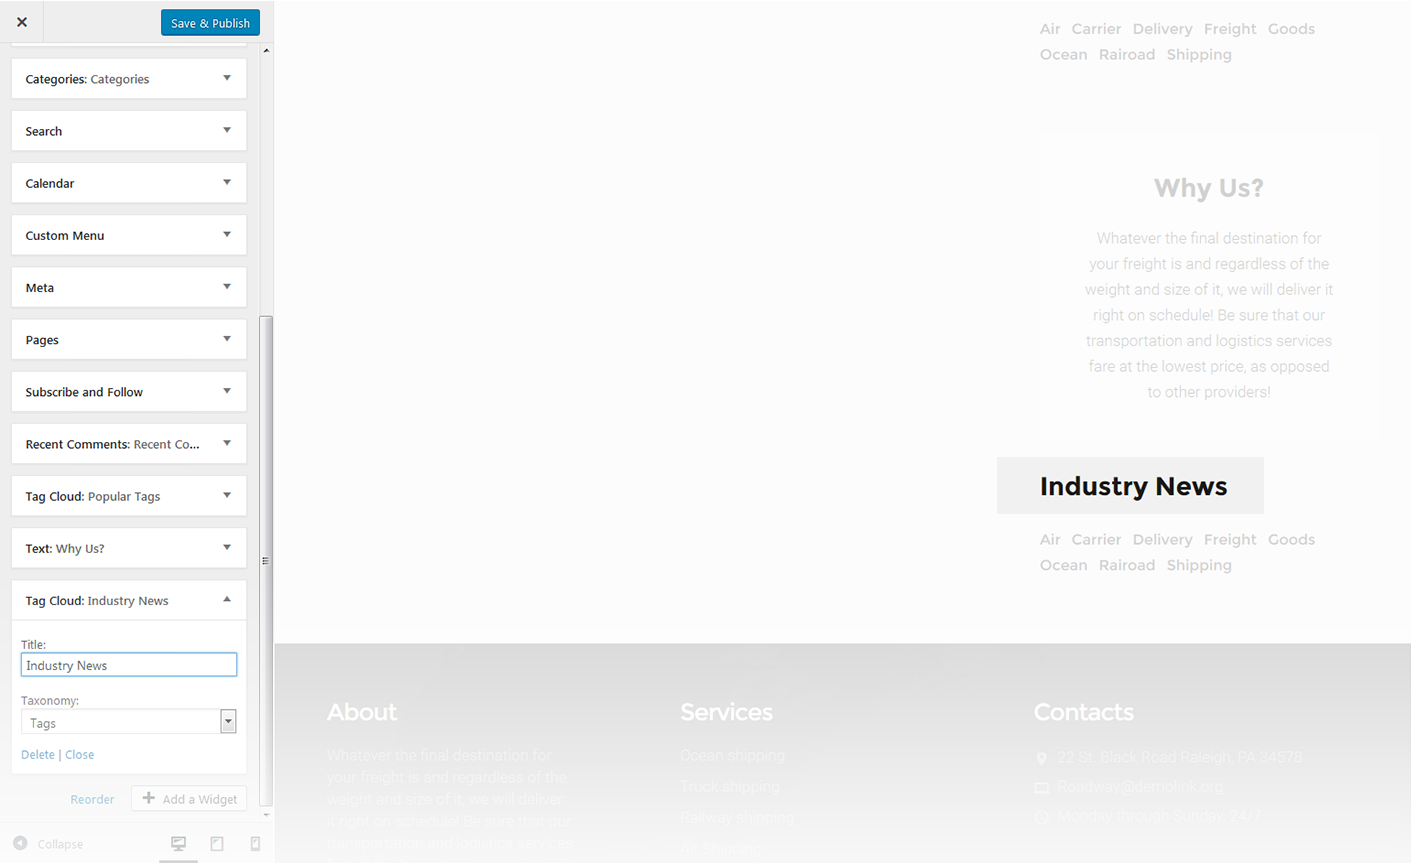 Save & Publish
Categories: Categories
Search
Calendar
Custom Menu
Meta
Pages
Subscribe and Follow
Recent Comments: Recent Co...
Tag Cloud: Popular Tags
Text: Why Us?
Tag Cloud: Industry News
Title:
Industry News
Taxonomy:
Tags
Delete | Close
Reorder
Add a Widget
Collapse
Air Carrier Delivery Freight Goods
Ocean Rairoad Shipping
Why Us?
Whatever the final destination for
your freight is and regardless of the
weight and size of it, we will deliver it
right on schedule! Be sure that our
transportation and logistics services
fare at the lowest price, as opposed
to other providers!
Industry News
Air Carrier Delivery Freight Goods
Ocean Rairoad Shipping
About
Whatever the final destination for
your freight is and regardless of the
weight and size of it, we will deliver
it right on schedule! Be sure that our
transportation and logistics services
Services
Ocean shipping
Truck shipping
Railway shipping
Contacts
22 St. Black Road Raleigh, PA 34578
Roadway@demolink.org
Monday through Sunday, 24/7